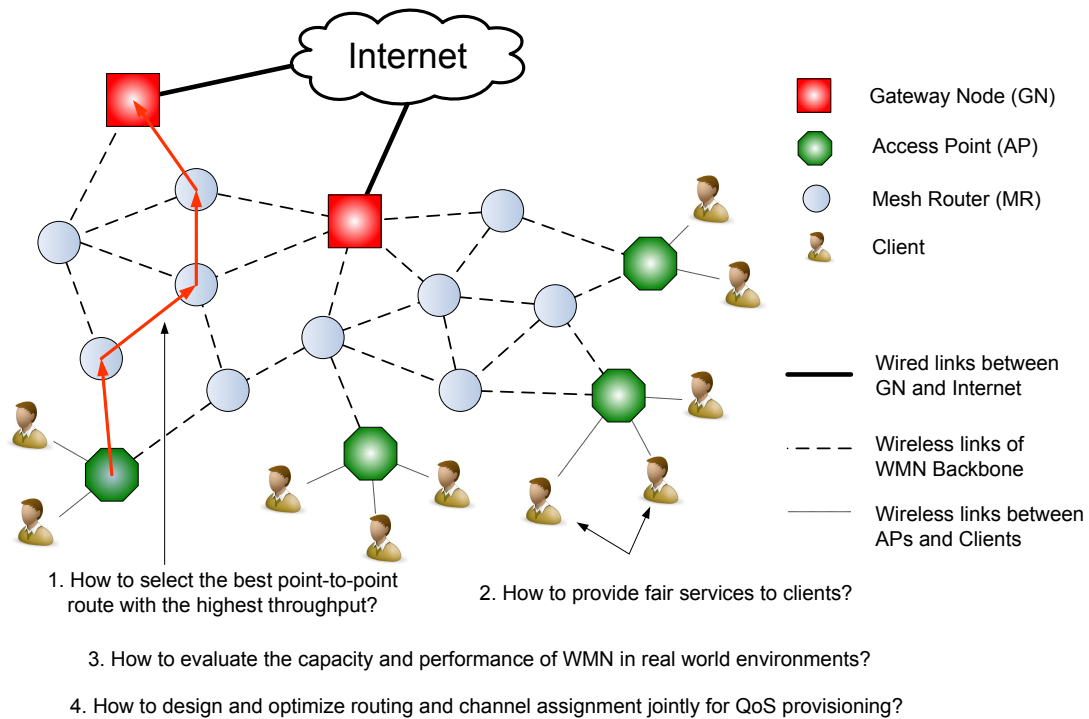 Internet
Gateway Node (GN)
Access Point (AP)
Mesh Router (MR)
Client
Wired links between
GN and Internet
Wireless links of
WMN Backbone
Wireless links between
APs and Clients
1. How to select the best point-to-point
route with the highest throughput?
2. How to provide fair services to clients?
3. How to evaluate the capacity and performance of WMN in real world environments?
4. How to design and optimize routing and channel assignment jointly for QoS provisioning?